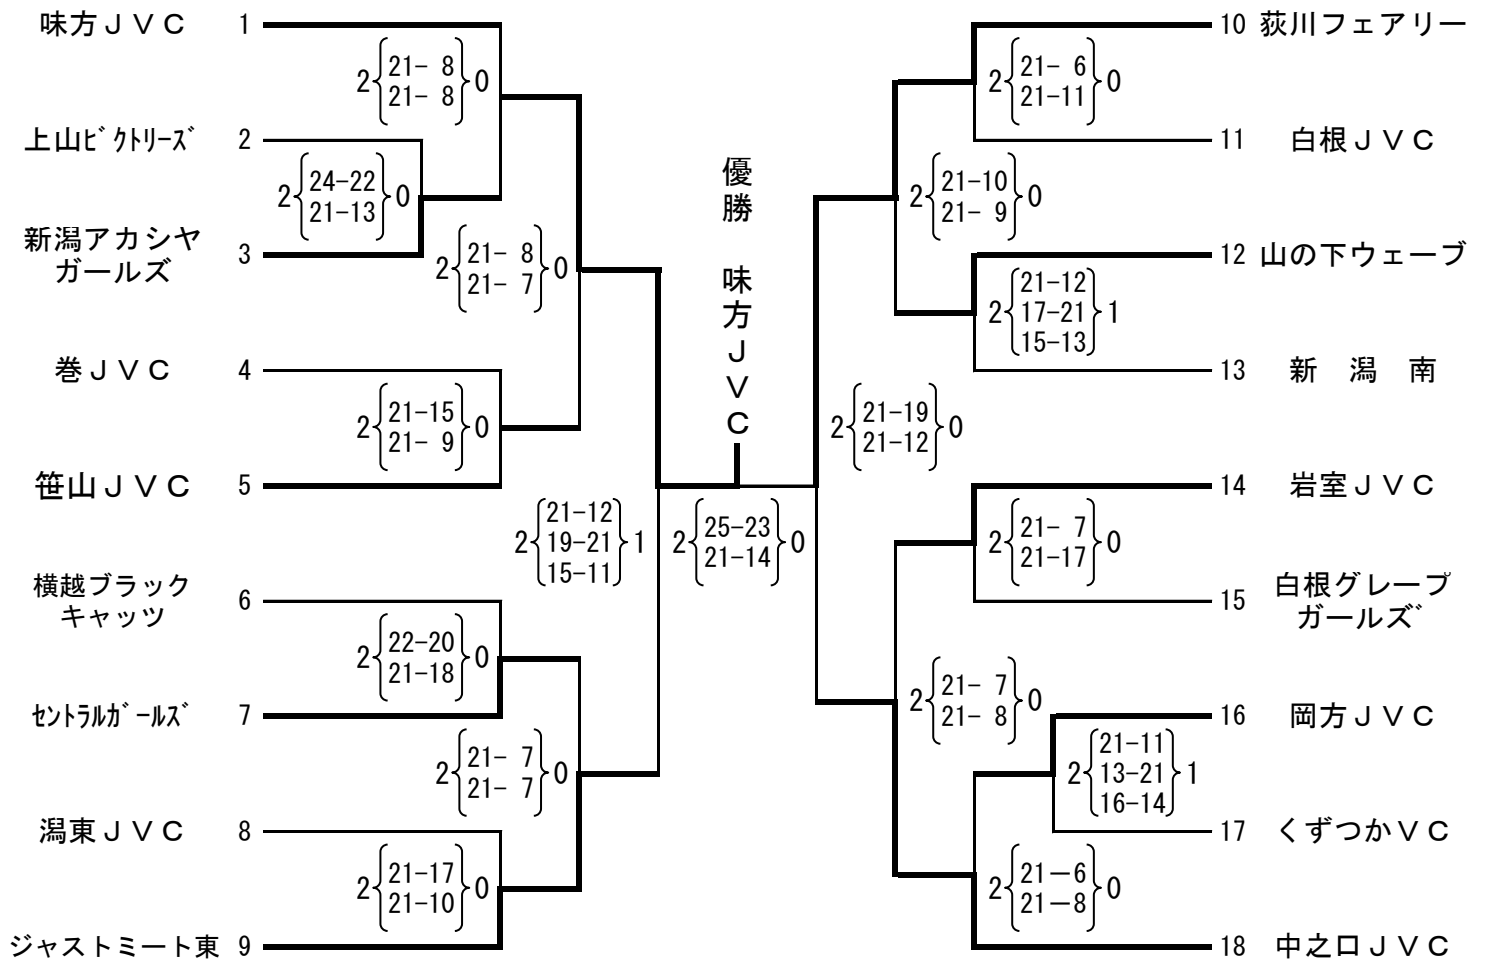 味方ＪＶＣ 1
2 21- 8 0
21- 8
上山ﾋﾞｸﾄﾘｰｽﾞ 2
2 24-22 0
21-13
新潟アカシヤ
ガールズ 3
2 21- 8 0
21- 7
巻ＪＶＣ 4
2 21-15 0
21- 9
笹山ＪＶＣ 5
2 21-12 1
19-21
15-11
横越ブラック
キャッツ 6
2 22-20 0
21-18
ｾﾝﾄﾗﾙｶﾞｰﾙｽﾞ 7
2 21- 7 0
21- 7
潟東ＪＶＣ 8
2 21-17 0
21-10
ジャストミート東 9
優勝　味方ＪＶＣ
2 25-23 0
21-14
10 荻川フェアリー
2 21- 6 0
21-11
11 白根ＪＶＣ
2 21-10 0
21- 9
12 山の下ウェーブ
2 21-12 1
17-21
15-13
13 新　潟　南
2 21-19 0
21-12
14 岩室ＪＶＣ
2 21- 7 0
21-17
15 白根グレープ
ガールズﾞ
2 21- 7 0
21- 8
16 岡方ＪＶＣ
2 21-11 1
13-21
16-14
17 くずつかＶＣ
2 21－6 0
21－8
18 中之口ＪＶＣ